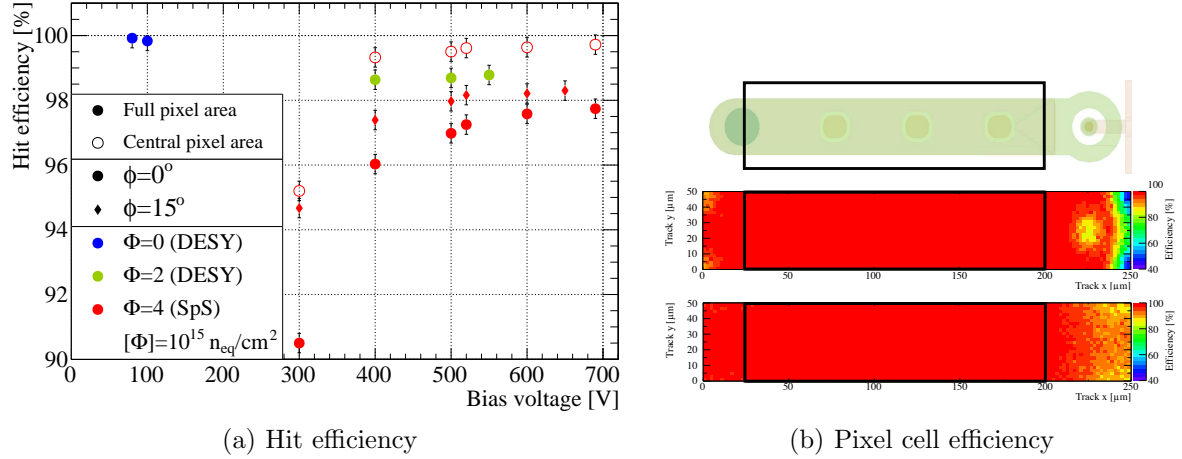 Hit efficiency [%]
100
98
96
94
92
91
90
Full pixel area
Central pixel area
ϕ=0°
ϕ=15°
Φ=0 (DESY)
Φ=2 (DESY)
Φ=4 (SpS)
[Φ]=10¹⁵ n_eq/cm²
0 100 200 300 400 500 600 700
Bias voltage [V]
(a) Hit efficiency
Track y [µm]
50
40
30
20
10
0
50 100 150 200 250
Track x [µm]
100
80
60
40
Efficiency [%]
Track y [µm]
50
40
30
20
10
0
0 50 100 150 200 250
Track x [µm]
100
80
60
40
Efficiency [%]
(b) Pixel cell efficiency